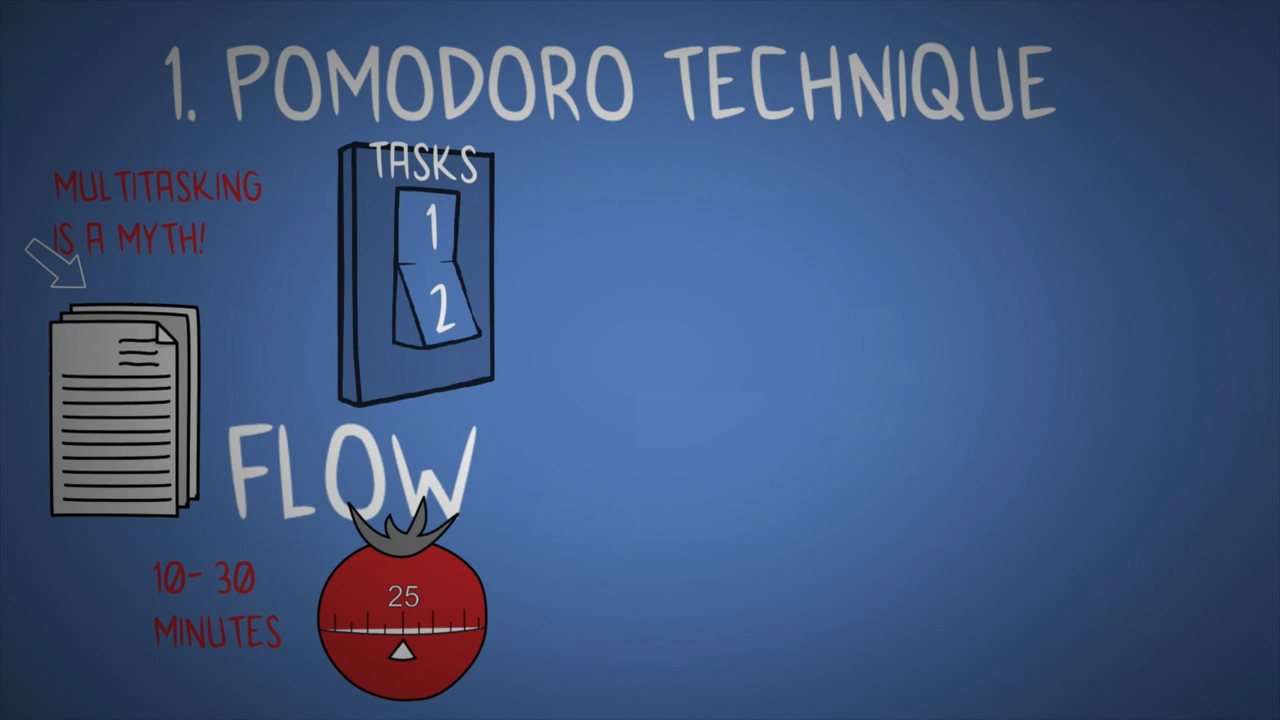 1. POMODORO TECHNIQUE
MULTITASKING
IS A MYTH!
TASKS
1
2
FLOW
10-30
MINUTES
25